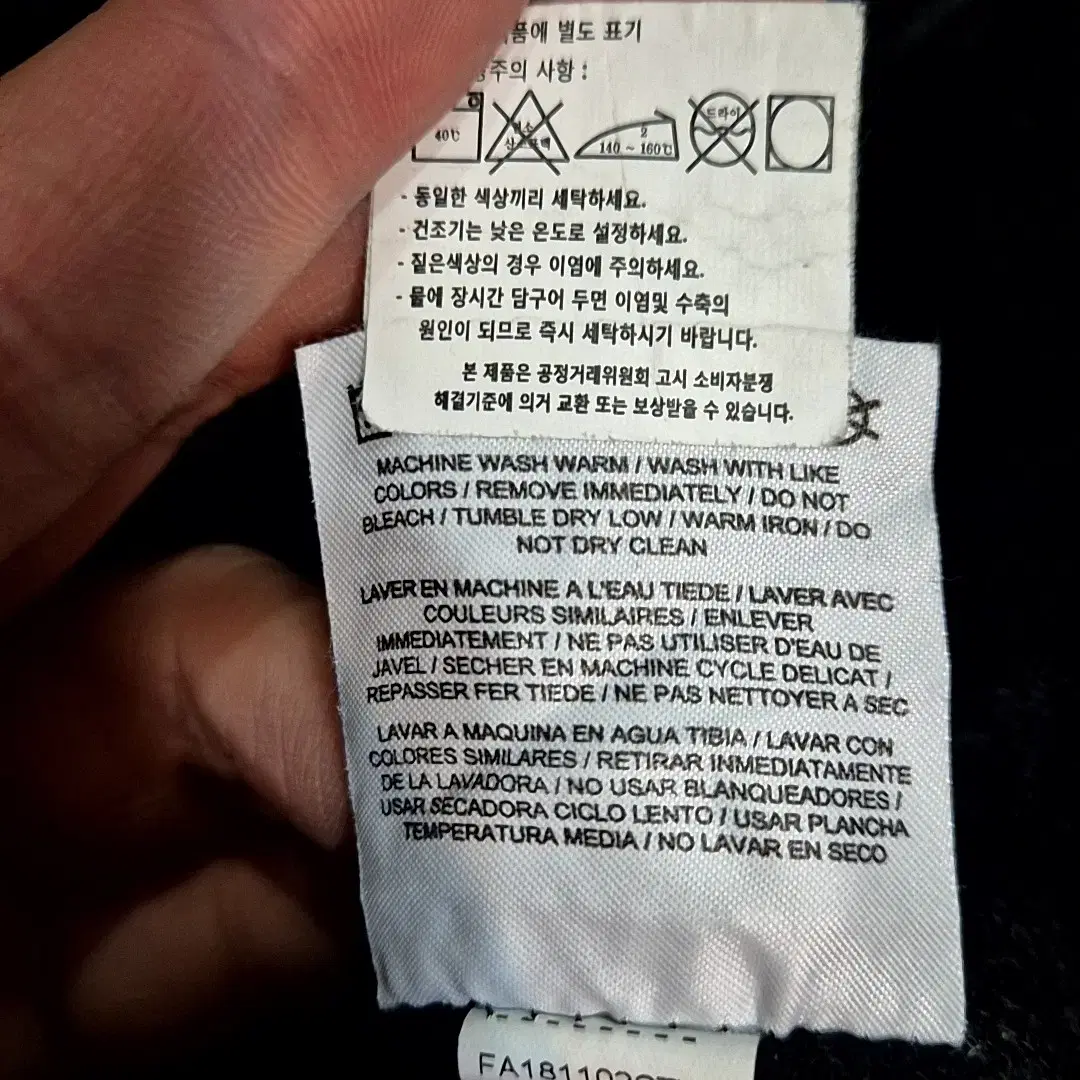 품에 별도 표기
주의 사항 :
40℃
드라이
2
140 ~ 160℃
- 동일한 색상끼리 세탁하세요.
- 건조기는 낮은 온도로 설정하세요.
- 짙은색상의 경우 이염에 주의하세요.
- 물에 장시간 담구어 두면 이염및 수축의
원인이 되므로 즉시 세탁하시기 바랍니다.
본 제품은 공정거래위원회 고시 소비자분쟁
해결기준에 의거 교환 또는 보상받을 수 있습니다.
MACHINE WASH WARM / WASH WITH LIKE
COLORS / REMOVE IMMEDIATELY / DO NOT
BLEACH / TUMBLE DRY LOW / WARM IRON / DO
NOT DRY CLEAN
LAVER EN MACHINE A L'EAU TIEDE / LAVER AVEC
COULEURS SIMILAIRES / ENLEVER
IMMEDIATEMENT / NE PAS UTILISER D'EAU DE
JAVEL / SECHER EN MACHINE CYCLE DELICAT /
REPASSER FER TIEDE / NE PAS NETTOYER A SEC
LAVAR A MAQUINA EN AGUA TIBIA / LAVAR CON
COLORES SIMILARES / RETIRAR INMEDIATAMENTE
DE LA LAVADORA / NO USAR BLANQUEADORES /
USAR SECADORA CICLO LENTO / USAR PLANCHA
TEMPERATURA MEDIA / NO LAVAR EN SECO